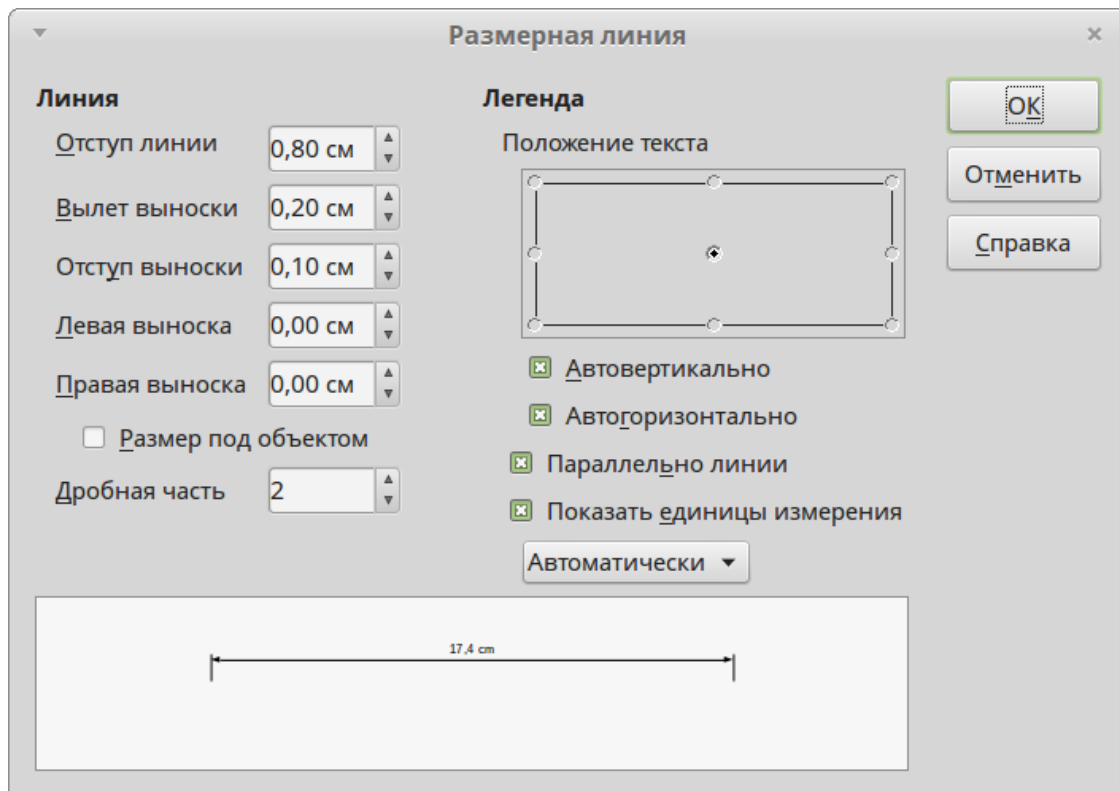 Размерная линия
Линия
Отступ линии 0,80 см
Вылет выноски 0,20 см
Отступ выноски 0,10 см
Левая выноска 0,00 см
Правая выноска 0,00 см
Размер под объектом
Дробная часть 2
Легенда
Положение текста
Автовертикально
Автогоризонтально
Параллельно линии
Показать единицы измерения
Автоматически
ОК
Отменить
Справка
17,4 cm